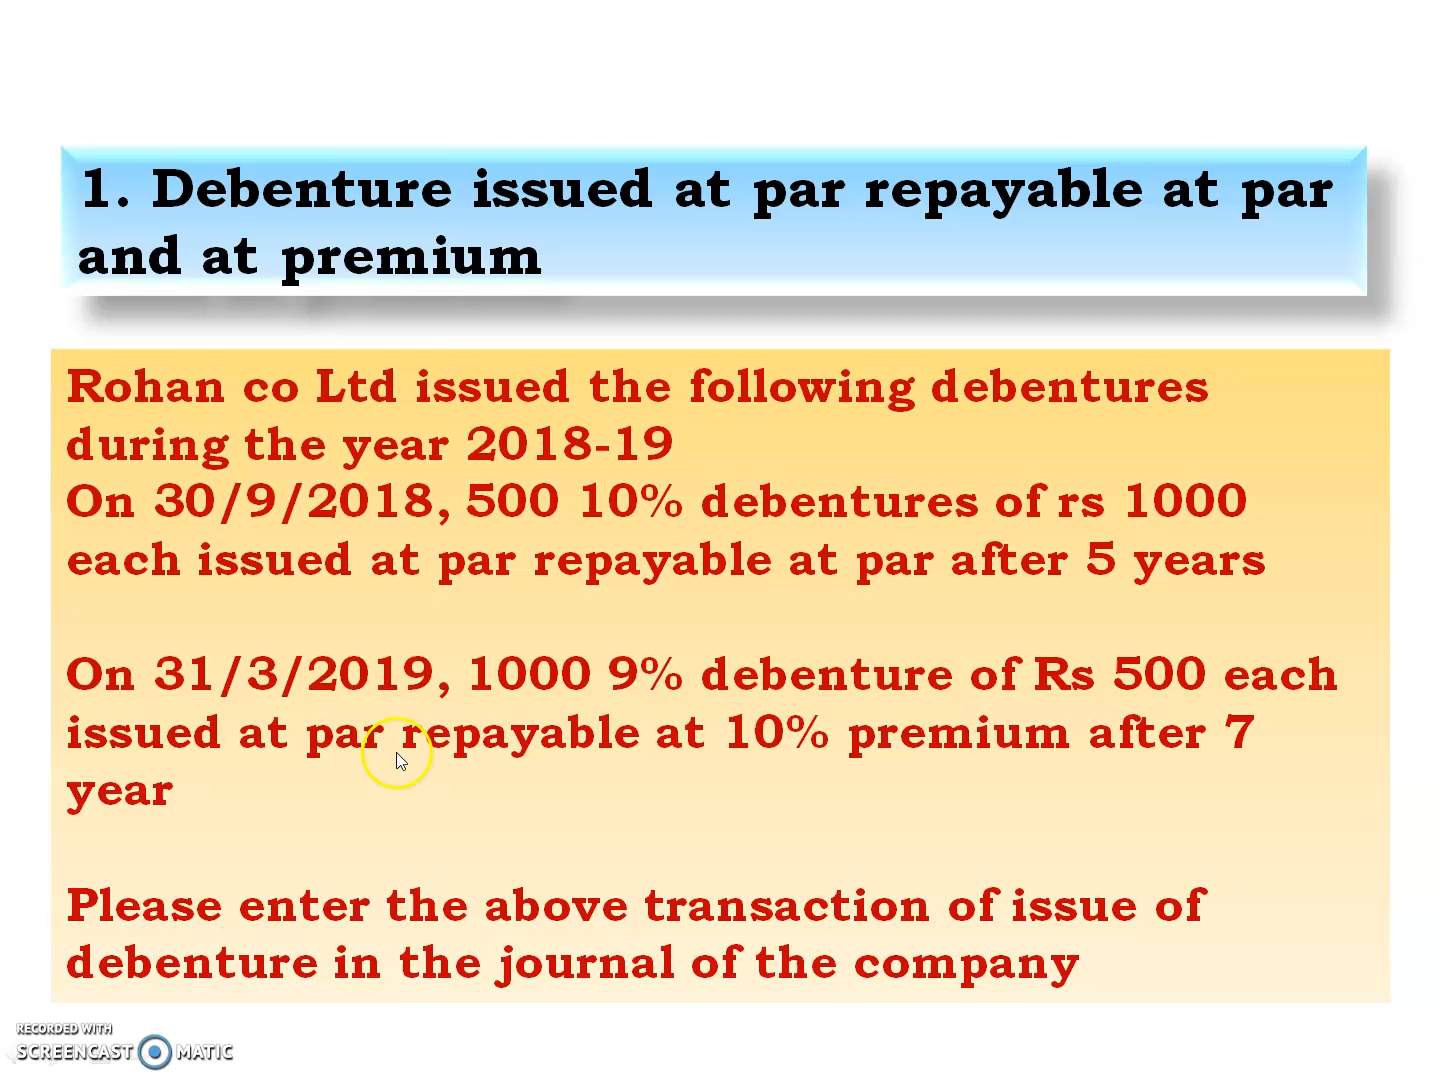 1. Debenture issued at par repayable at par
and at premium
Rohan co Ltd issued the following debentures
during the year 2018-19
On 30/9/2018, 500 10% debentures of rs 1000
each issued at par repayable at par after 5 years
On 31/3/2019, 1000 9% debenture of Rs 500 each
issued at par repayable at 10% premium after 7
year
Please enter the above transaction of issue of
debenture in the journal of the company
RECORDED WITH
SCREENCAST MATIC